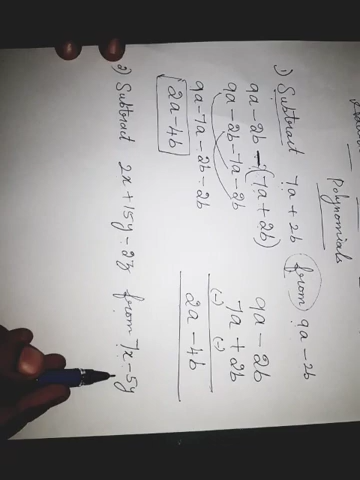 Polynomials
1) Subtract 7a + 2b from 9a - 2b
9a - 2b - (7a + 2b)
9a - 2b - 7a - 2b
9a - 7a - 2b - 2b
2a - 4b
9a - 2b
7a + 2b
(-) (-)
2a - 4b
2) Subtract 2x + 15y - 23 from 7x - 5y